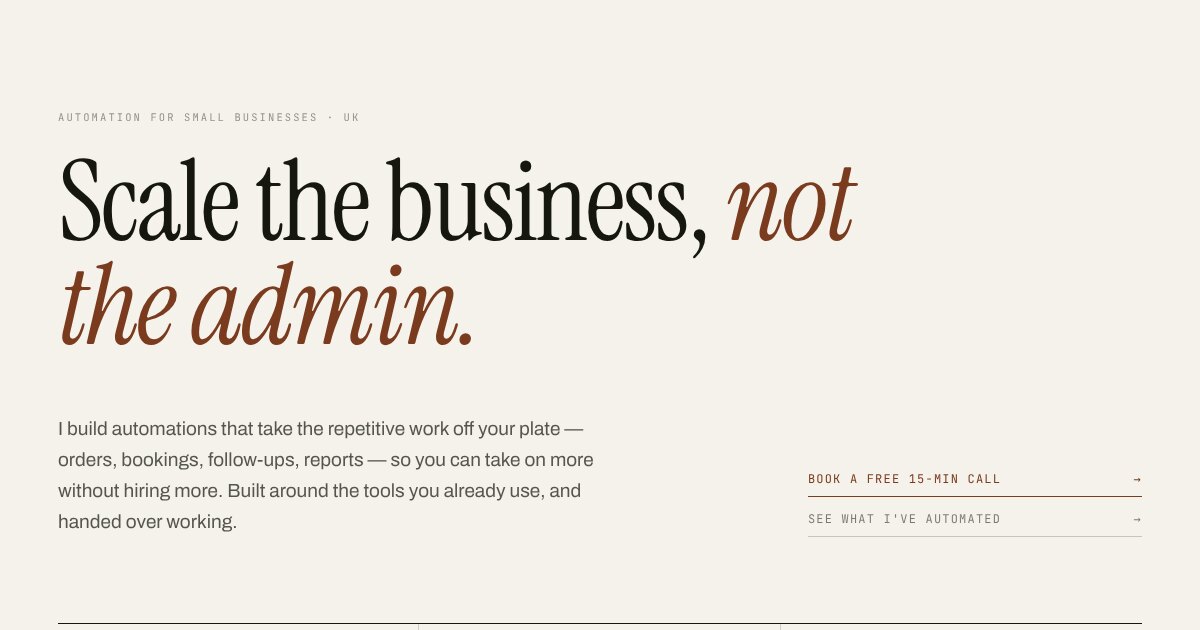 AUTOMATION FOR SMALL BUSINESSES · UK
Scale the business, not
the admin.
I build automations that take the repetitive work off your plate —
orders, bookings, follow-ups, reports — so you can take on more
without hiring more. Built around the tools you already use, and
handed over working.
BOOK A FREE 15-MIN CALL →
SEE WHAT I'VE AUTOMATED →